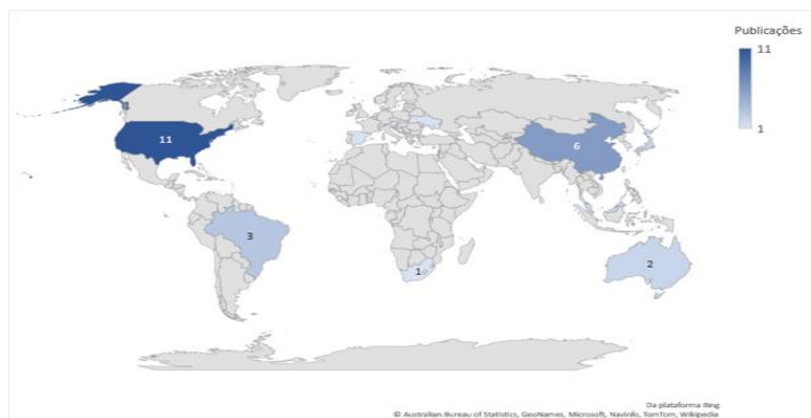 Publicações
11
1
11
6
3
1
2
Da plataforma Bing
© Australian Bureau of Statistics, GeoNames, Microsoft, Navinfo, TomTom, Wikipedia